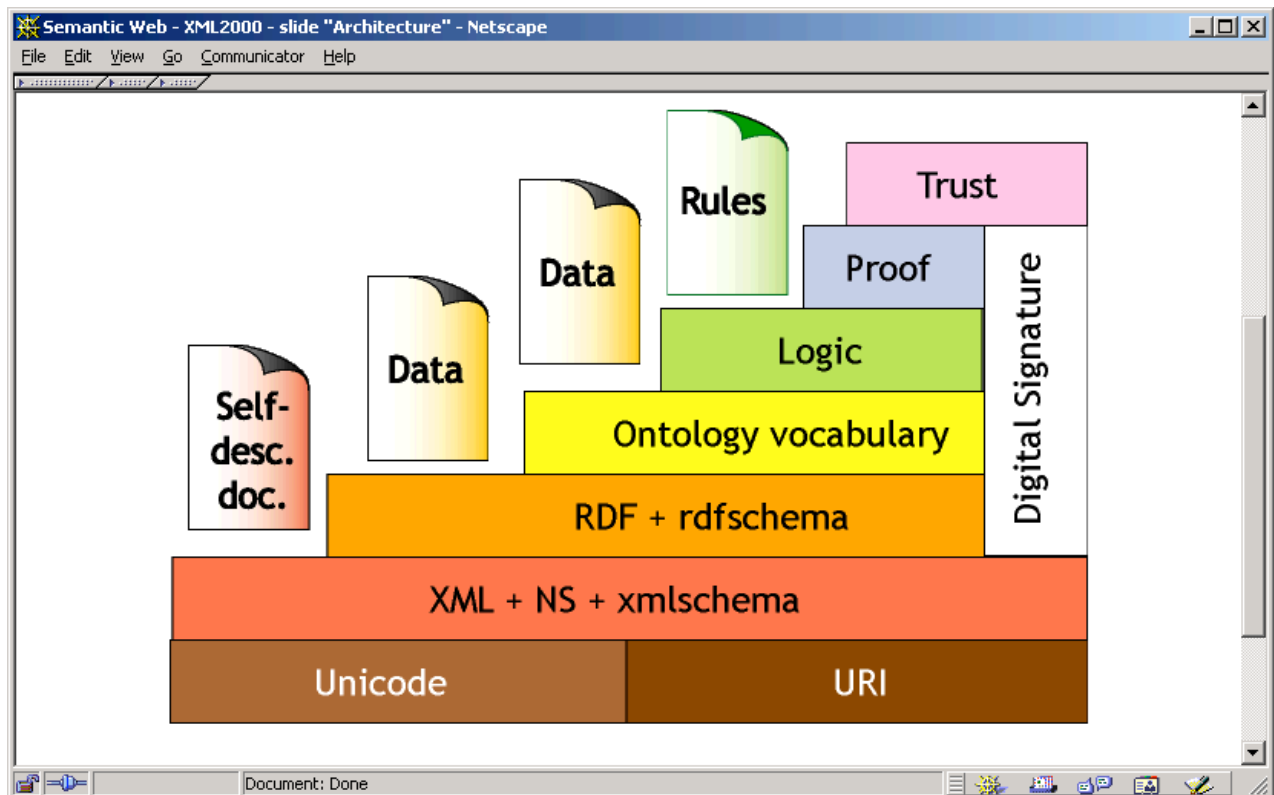 Semantic Web - XML2000 - slide "Architecture" - Netscape
File Edit View Go Communicator Help
Rules
Trust
Data
Proof
Data
Logic
Digital Signature
Self-
desc.
doc.
Ontology vocabulary
RDF + rdfschema
XML + NS + xmlschema
Unicode
URI
Document: Done